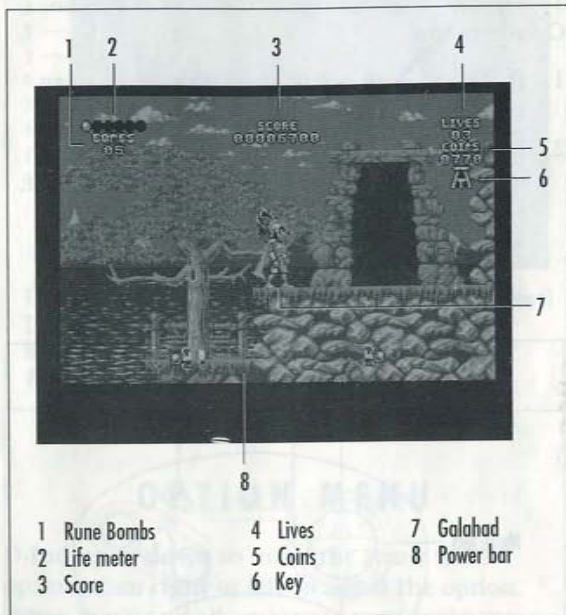 1 2 3 4
SCORE
00006700
LIVES
03
COINS
0770
05
5
6
7
8
1 Rune Bombs
2 Life meter
3 Score
4 Lives
5 Coins
6 Key
7 Galahad
8 Power bar